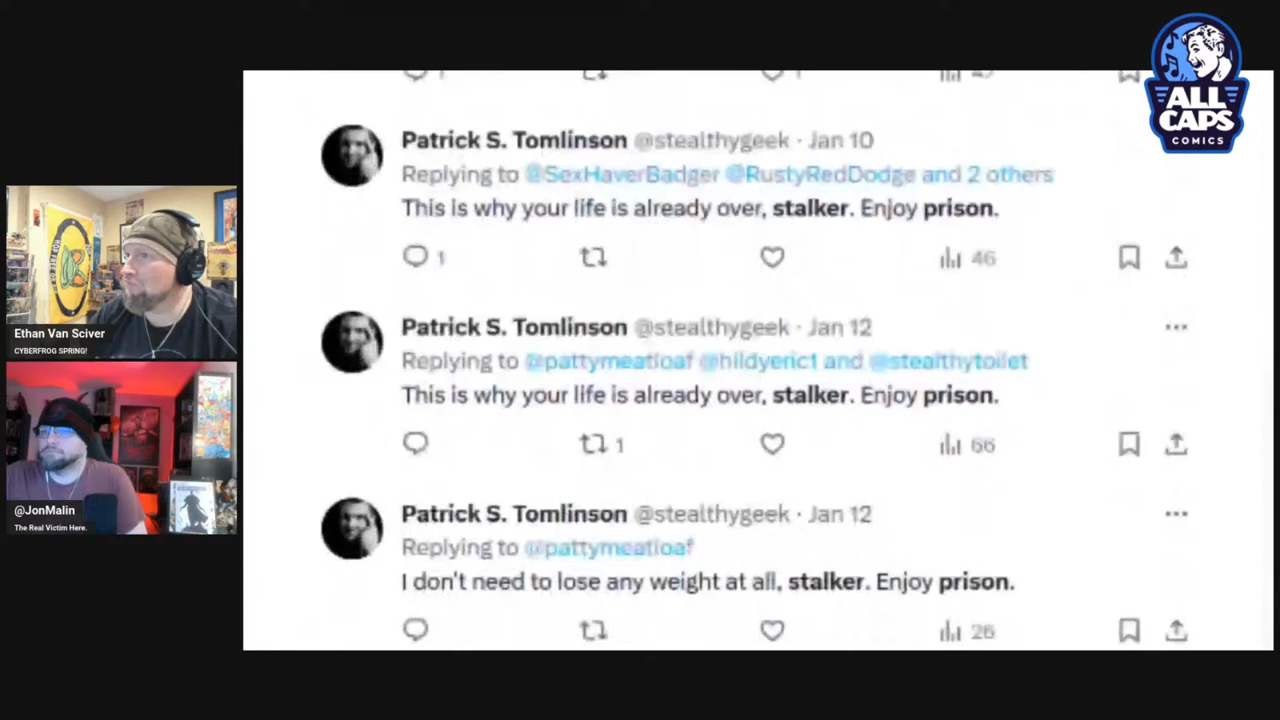 ALL
CAPS
COMICS
Patrick S. Tomlinson @stealthygeek · Jan 10
Replying to @SexHaverBadger @RustyRedDodge and 2 others
This is why your life is already over, stalker. Enjoy prison.
1
46
Patrick S. Tomlinson @stealthygeek · Jan 12
Replying to @pattymeatloaf @hildyeric1 and @stealthytoilet
This is why your life is already over, stalker. Enjoy prison.
1
66
Patrick S. Tomlinson @stealthygeek · Jan 12
Replying to @pattymeatloaf
I don't need to lose any weight at all, stalker. Enjoy prison.
26
Ethan Van Sciver
CYBERFROG SPRING!
@JonMalin
The Real Victim Here.